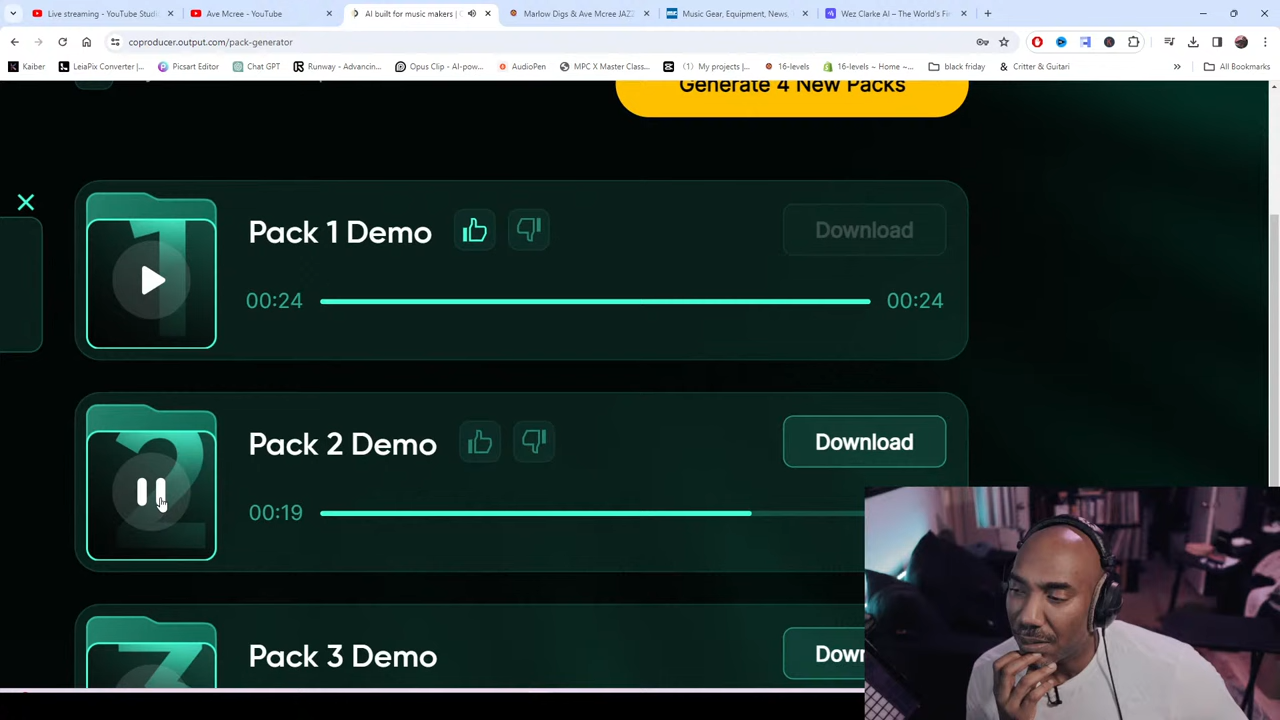 Live streaming - YouTube Studi
Ave Mcree - YouTube
AI built for music makers |
Marlow Digs & Ave Mcree JAZZ
Music Gear, Equipment, News,
Wez Clarke AI – The World's Fi
coproducer.output.com/pack-generator
Kaiber
LeiaPix Converter |
Picsart Editor
Chat GPT
Runway - Advancin...
Opus Clip - AI-pow...
AudioPen
MPC X Master Class...
(1) My projects |...
16-levels
16-levels ~ Home ~...
black friday
Critter & Guitari
»
All Bookmarks
Generate 4 New Packs
1
Pack 1 Demo
Download
00:24
00:24
2
Pack 2 Demo
Download
00:19
3
Pack 3 Demo